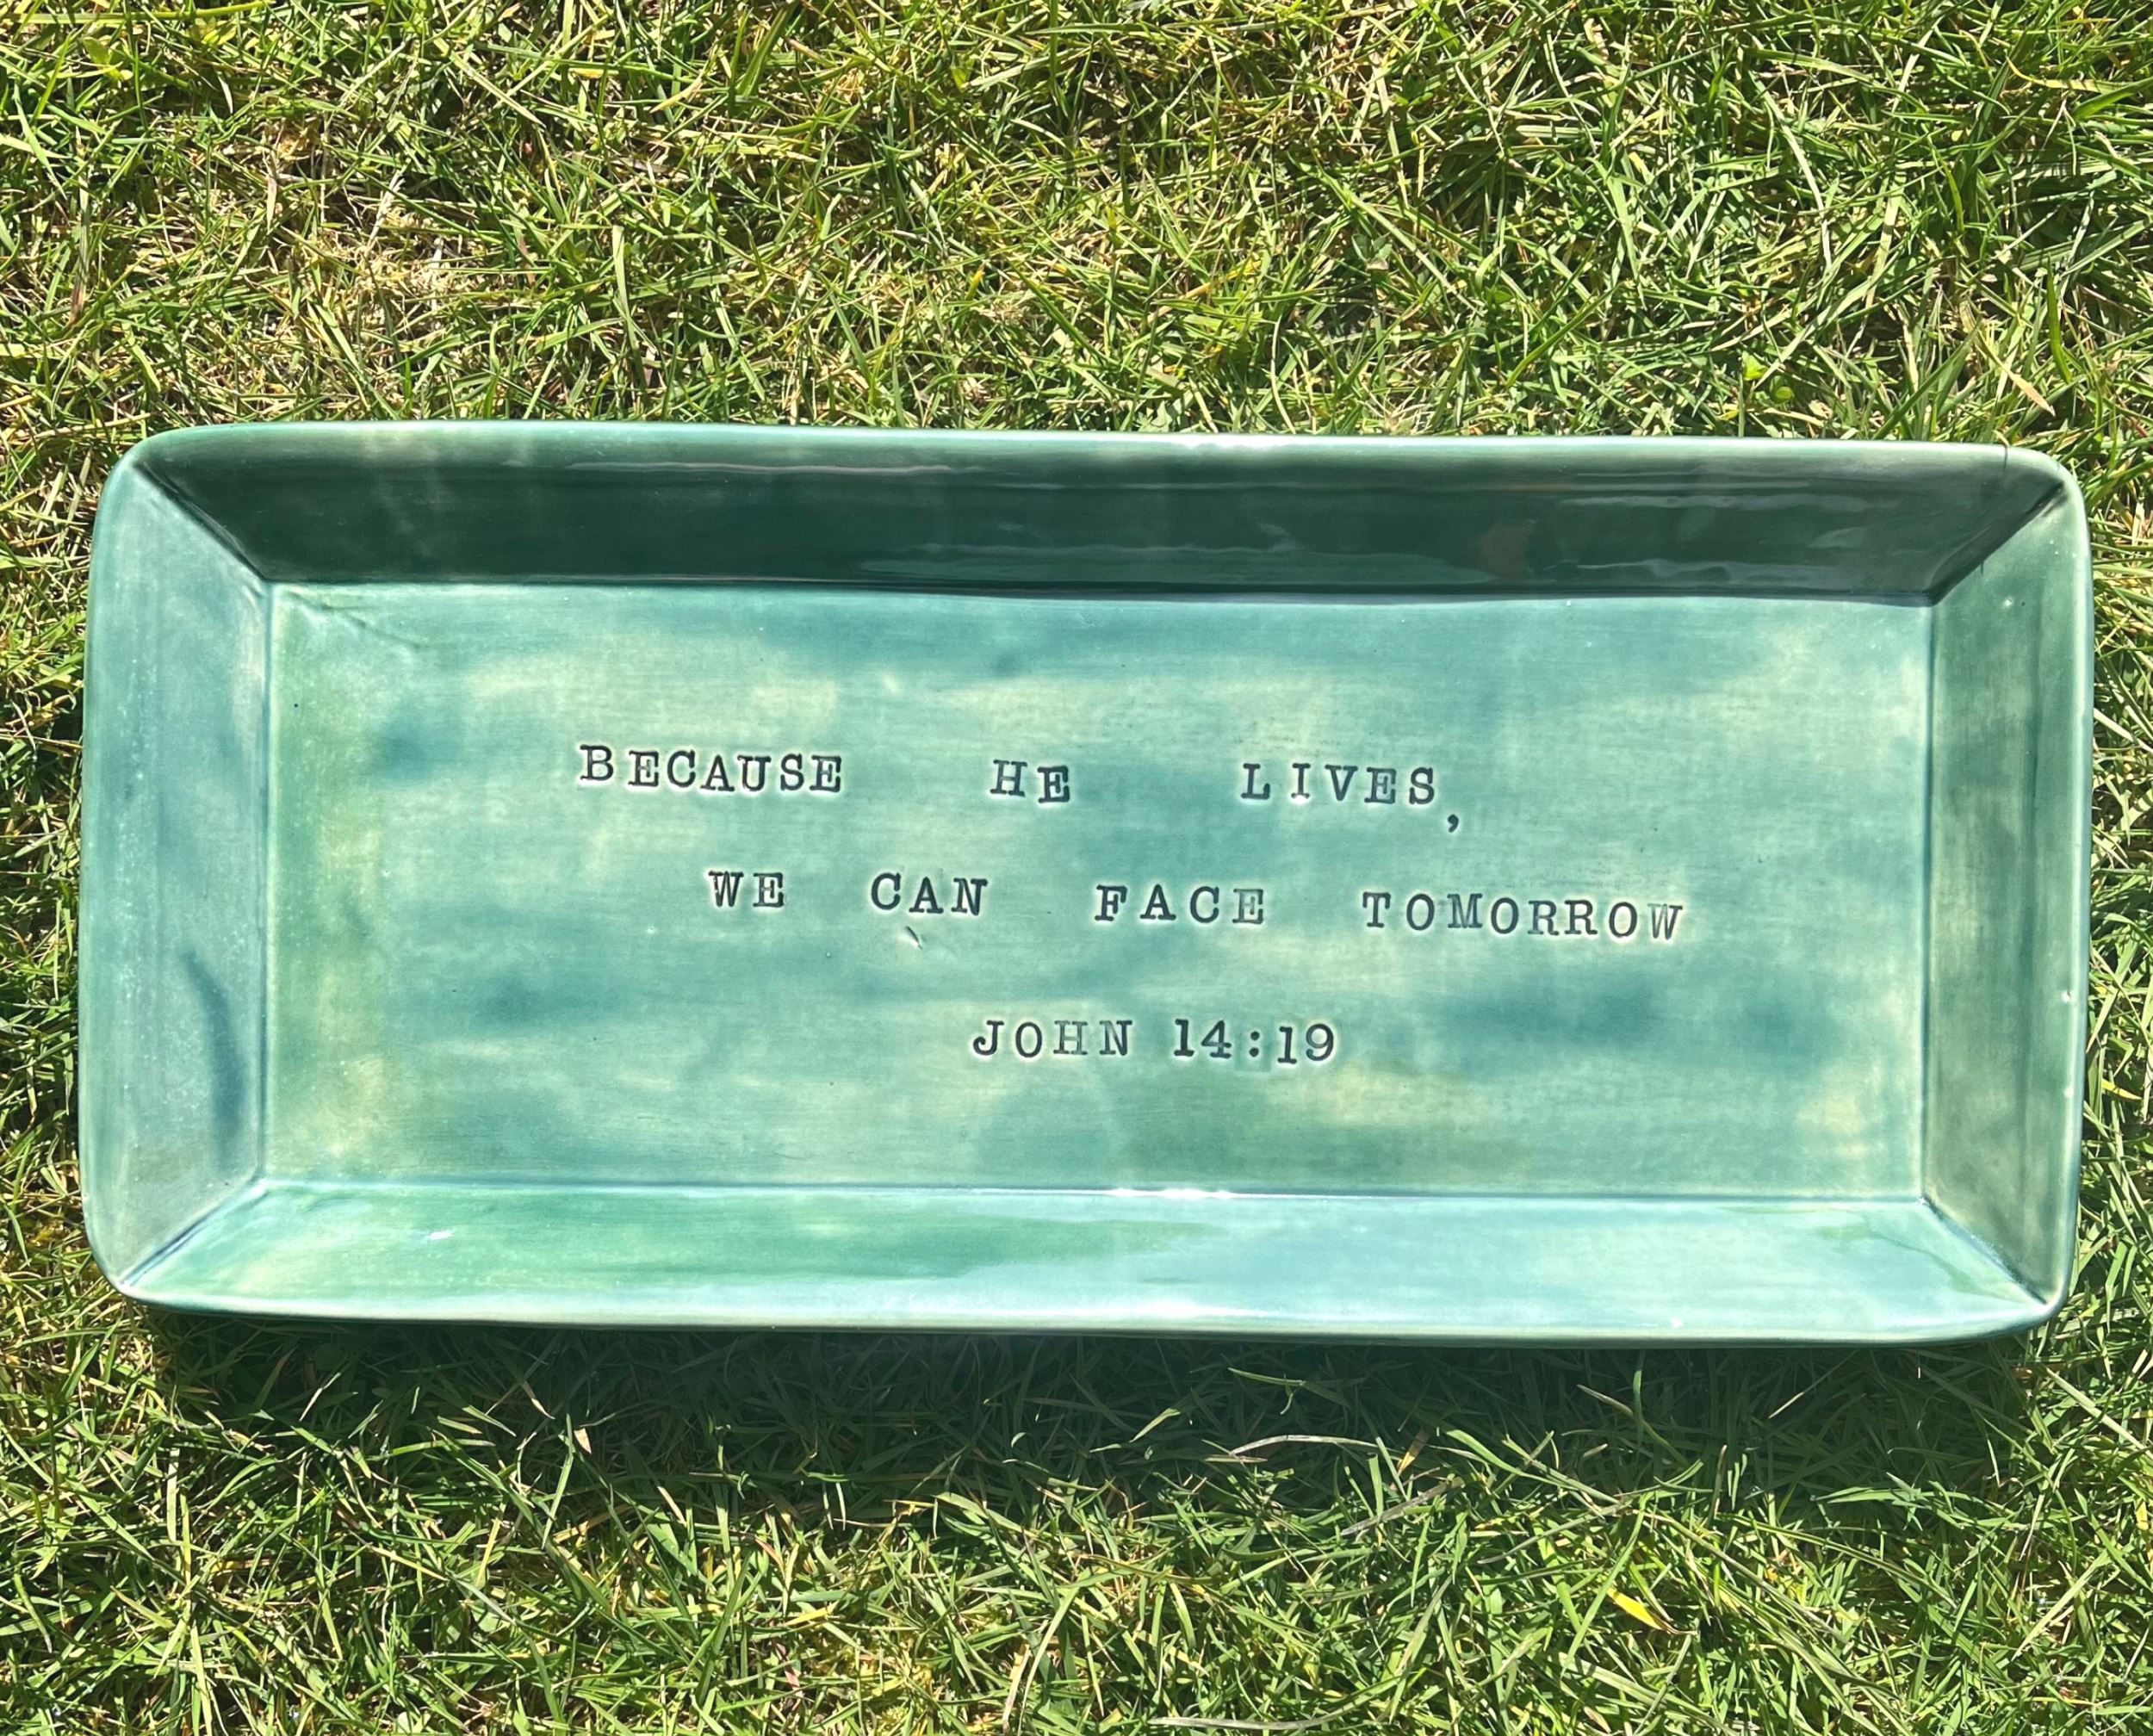 BECAUSE HE LIVES,
WE CAN FACE TOMORROW
JOHN 14:19